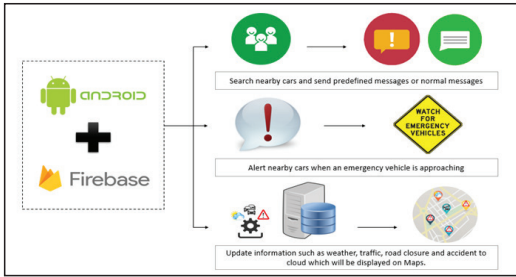 Search nearby cars and send predefined messages or normal messages
android
WATCH
FOR
EMERGENCY
VEHICLES
Firebase
Alert nearby cars when an emergency vehicle is approaching
Update information such as weather, traffic, road closure and accident to
cloud which will be displayed on Maps.